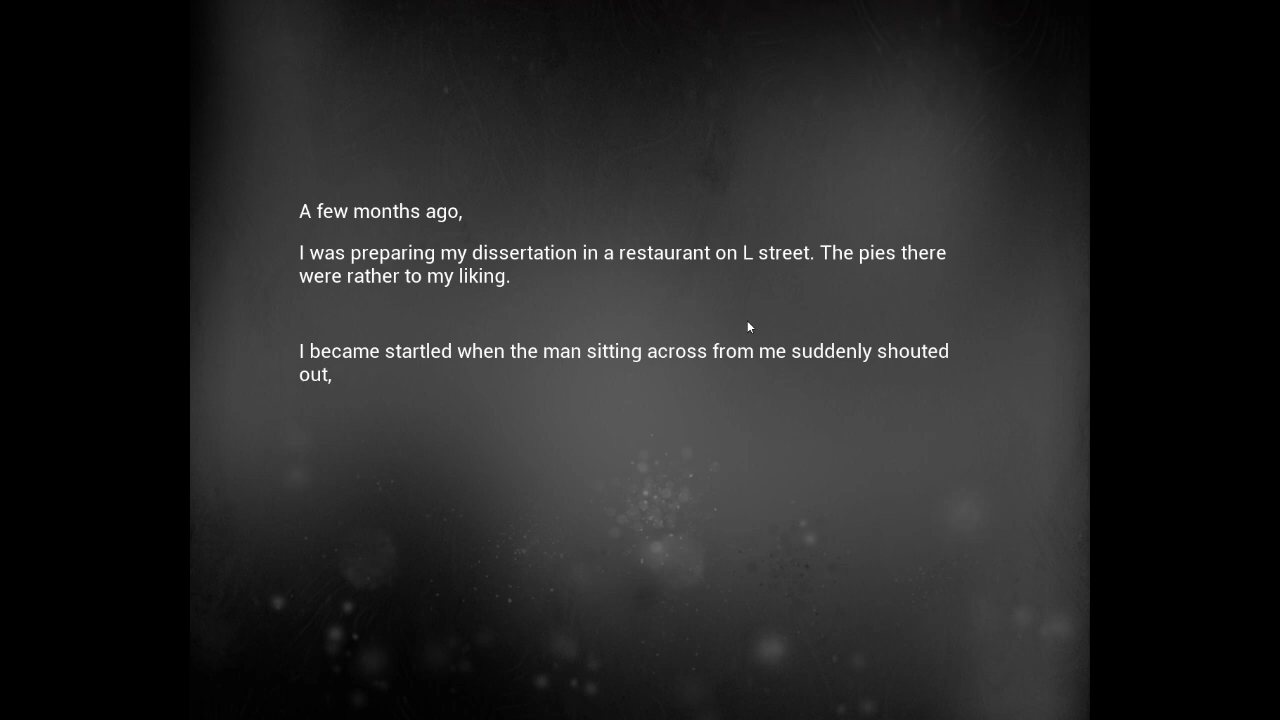 A few months ago,
I was preparing my dissertation in a restaurant on L street. The pies there
were rather to my liking.
I became startled when the man sitting across from me suddenly shouted
out,